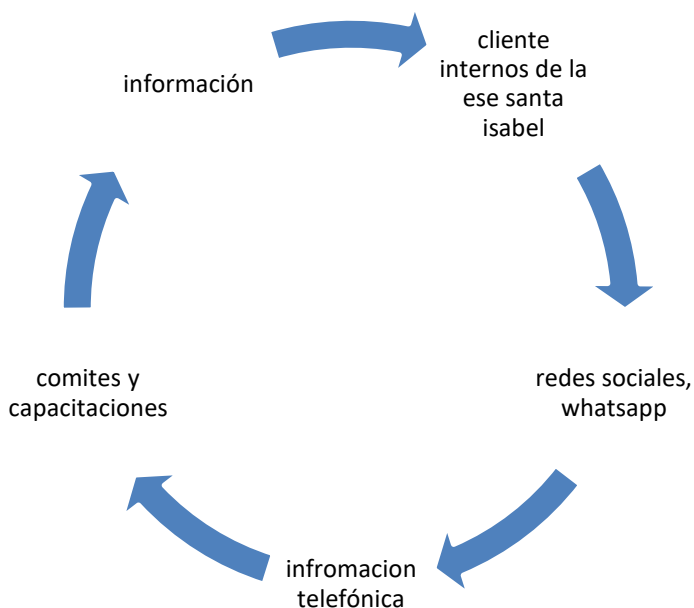 información
cliente
internos de la
ese santa
isabel
redes sociales,
whatsapp
infromacion
telefónica
comites y
capacitaciones